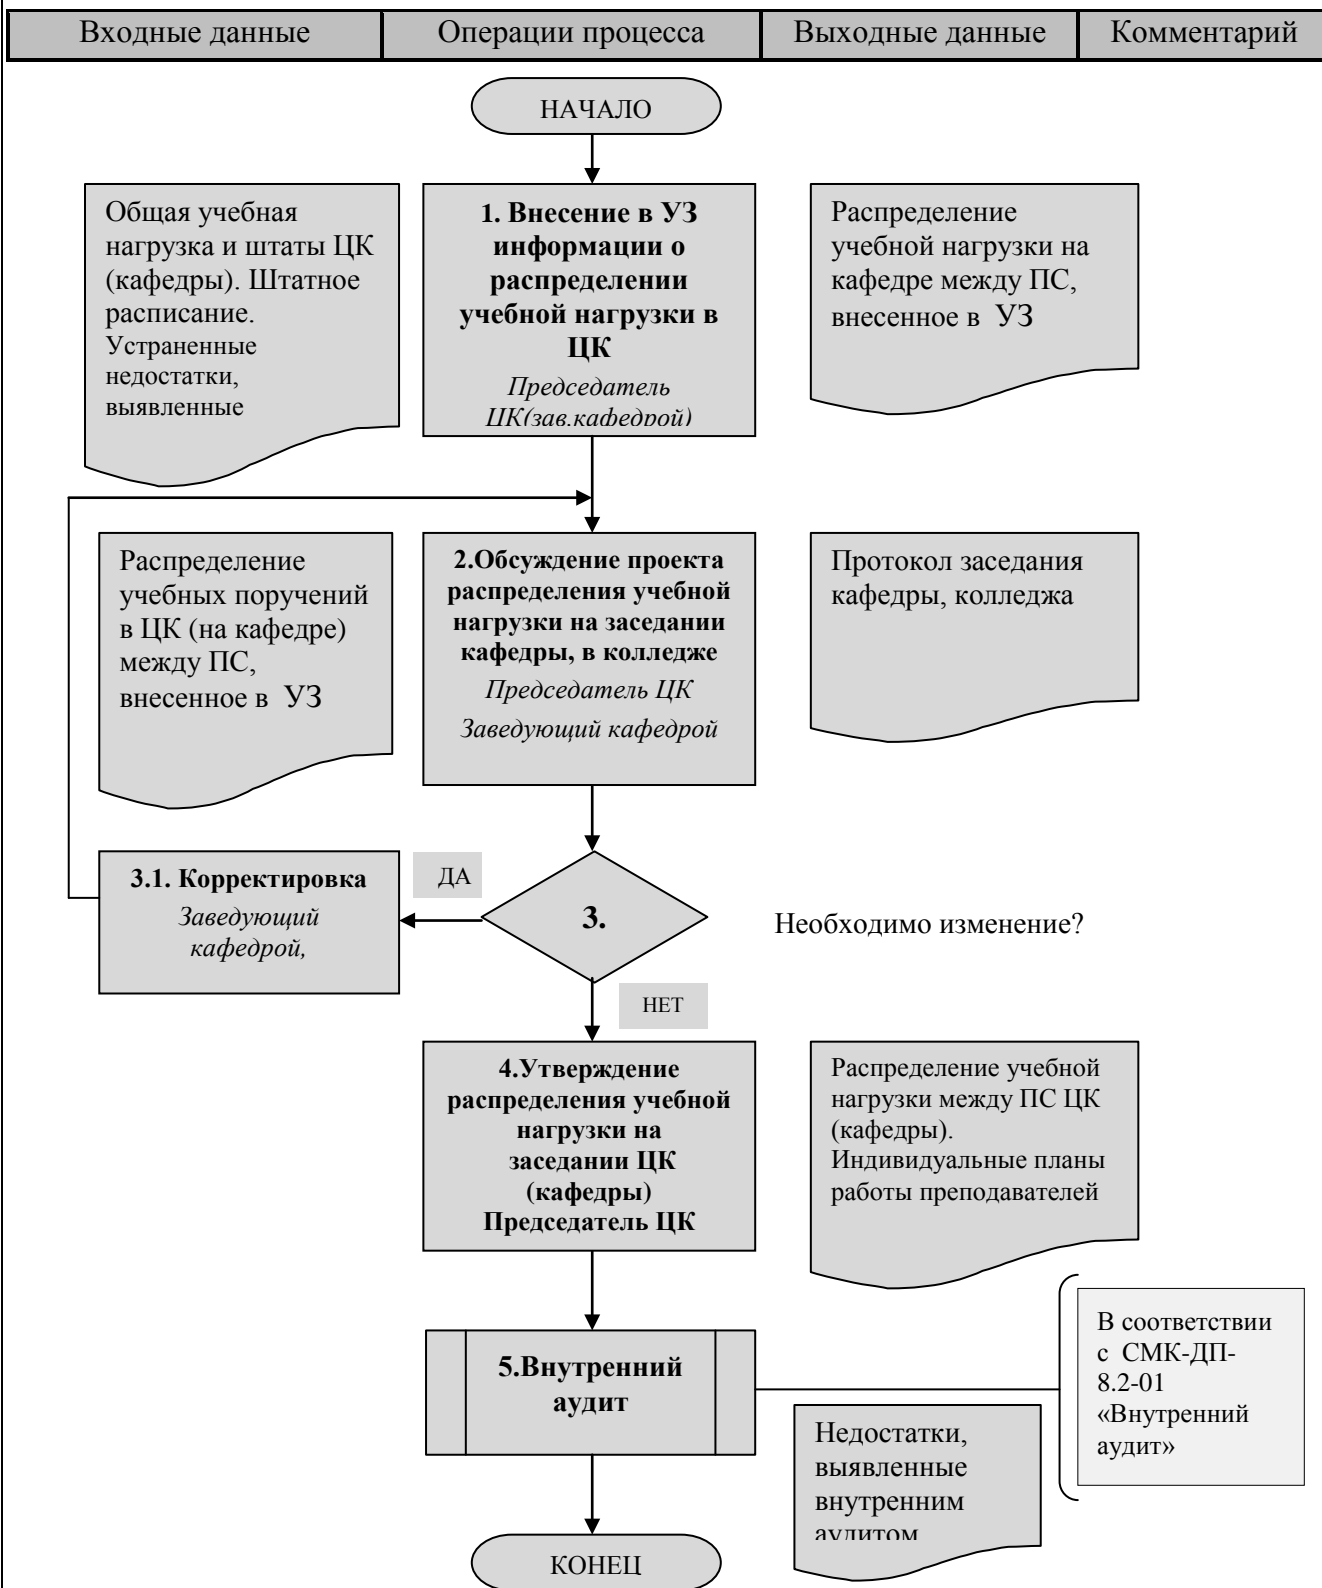 Входные данные
Операции процесса
Выходные данные
Комментарий
НАЧАЛО
Общая учебная
нагрузка и штаты ЦК
(кафедры). Штатное
расписание.
Устраненные
недостатки,
выявленные
1. Внесение в УЗ
информации о
распределении
учебной нагрузки в
ЦК
Председатель
ЦК(зав.кафедрой)
Распределение
учебной нагрузки на
кафедре между ПС,
внесенное в УЗ
Распределение
учебных поручений
в ЦК (на кафедре)
между ПС,
внесенное в УЗ
2.Обсуждение проекта
распределения учебной
нагрузки на заседании
кафедры, в колледже
Председатель ЦК
Заведующий кафедрой
Протокол заседания
кафедры, колледжа
3.1. Корректировка
Заведующий
кафедрой,
ДА
3.
Необходимо изменение?
НЕТ
4.Утверждение
распределения учебной
нагрузки на
заседании ЦК
(кафедры)
Председатель ЦК
Распределение учебной
нагрузки между ПС ЦК
(кафедры).
Индивидуальные планы
работы преподавателей
5.Внутренний
аудит
В соответствии
с СМК-ДП-
8.2-01
«Внутренний
аудит»
Недостатки,
выявленные
внутренним
аудитом
КОНЕЦ